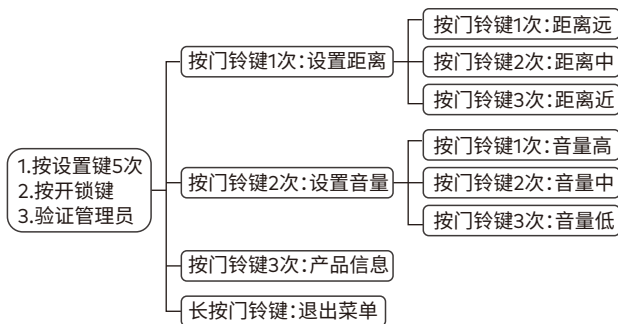 1.按设置键5次
2.按开锁键
3.验证管理员
按门铃键1次:设置距离
按门铃键1次:距离远
按门铃键2次:距离中
按门铃键3次:距离近
按门铃键2次:设置音量
按门铃键1次:音量高
按门铃键2次:音量中
按门铃键3次:音量低
按门铃键3次:产品信息
长按门铃键:退出菜单